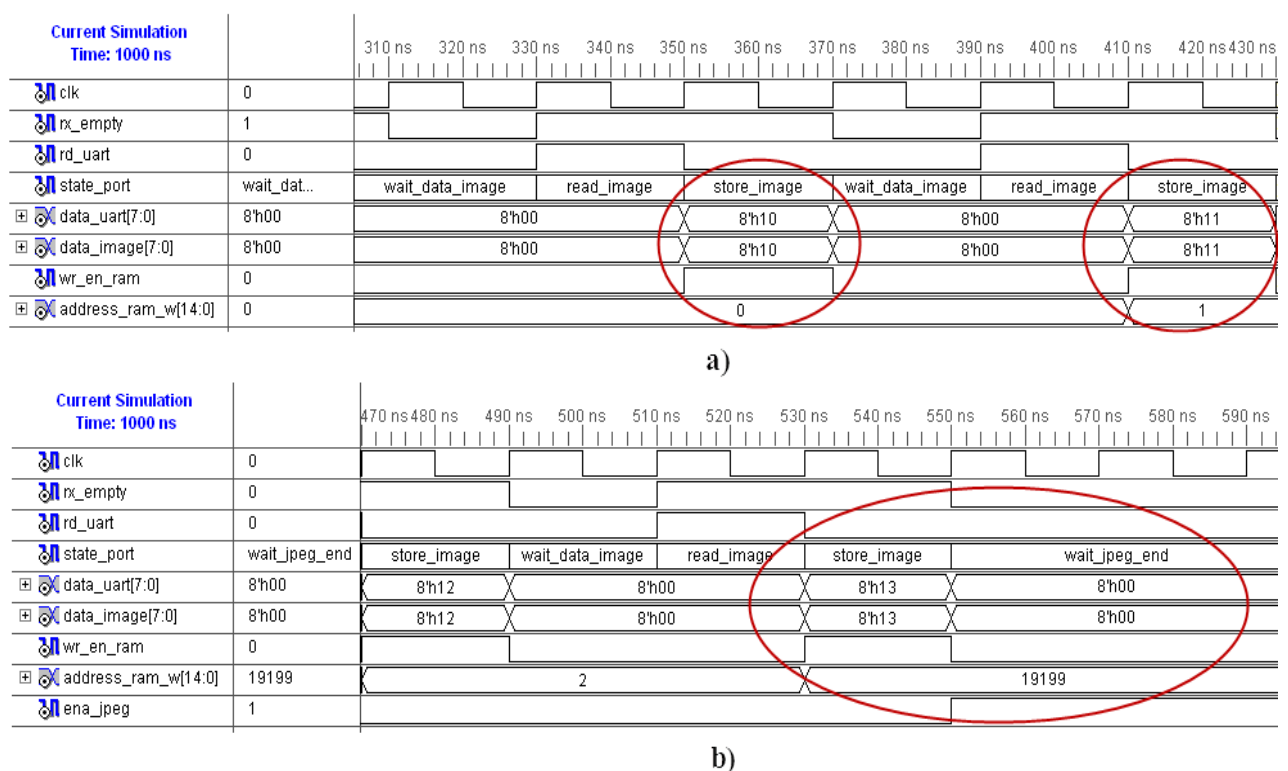 Current Simulation
Time: 1000 ns
310 ns 320 ns 330 ns 340 ns 350 ns 360 ns 370 ns 380 ns 390 ns 400 ns 410 ns 420 ns 430 ns
clk 0
rx_empty 1
rd_uart 0
state_port wait_dat... wait_data_image read_image store_image wait_data_image read_image store_image
data_uart[7:0] 8'h00 8'h00 8'h10 8'h00 8'h11
data_image[7:0] 8'h00 8'h00 8'h10 8'h00 8'h11
wr_en_ram 0
address_ram_w[14:0] 0 0 1
a)
Current Simulation
Time: 1000 ns
470 ns 480 ns 490 ns 500 ns 510 ns 520 ns 530 ns 540 ns 550 ns 560 ns 570 ns 580 ns 590 ns
clk 0
rx_empty 0
rd_uart 0
state_port wait_jpeg_end store_image wait_data_image read_image store_image wait_jpeg_end
data_uart[7:0] 8'h00 8'h12 8'h00 8'h13 8'h00
data_image[7:0] 8'h00 8'h12 8'h00 8'h13 8'h00
wr_en_ram 0
address_ram_w[14:0] 19199 2 19199
ena_jpeg 1
b)